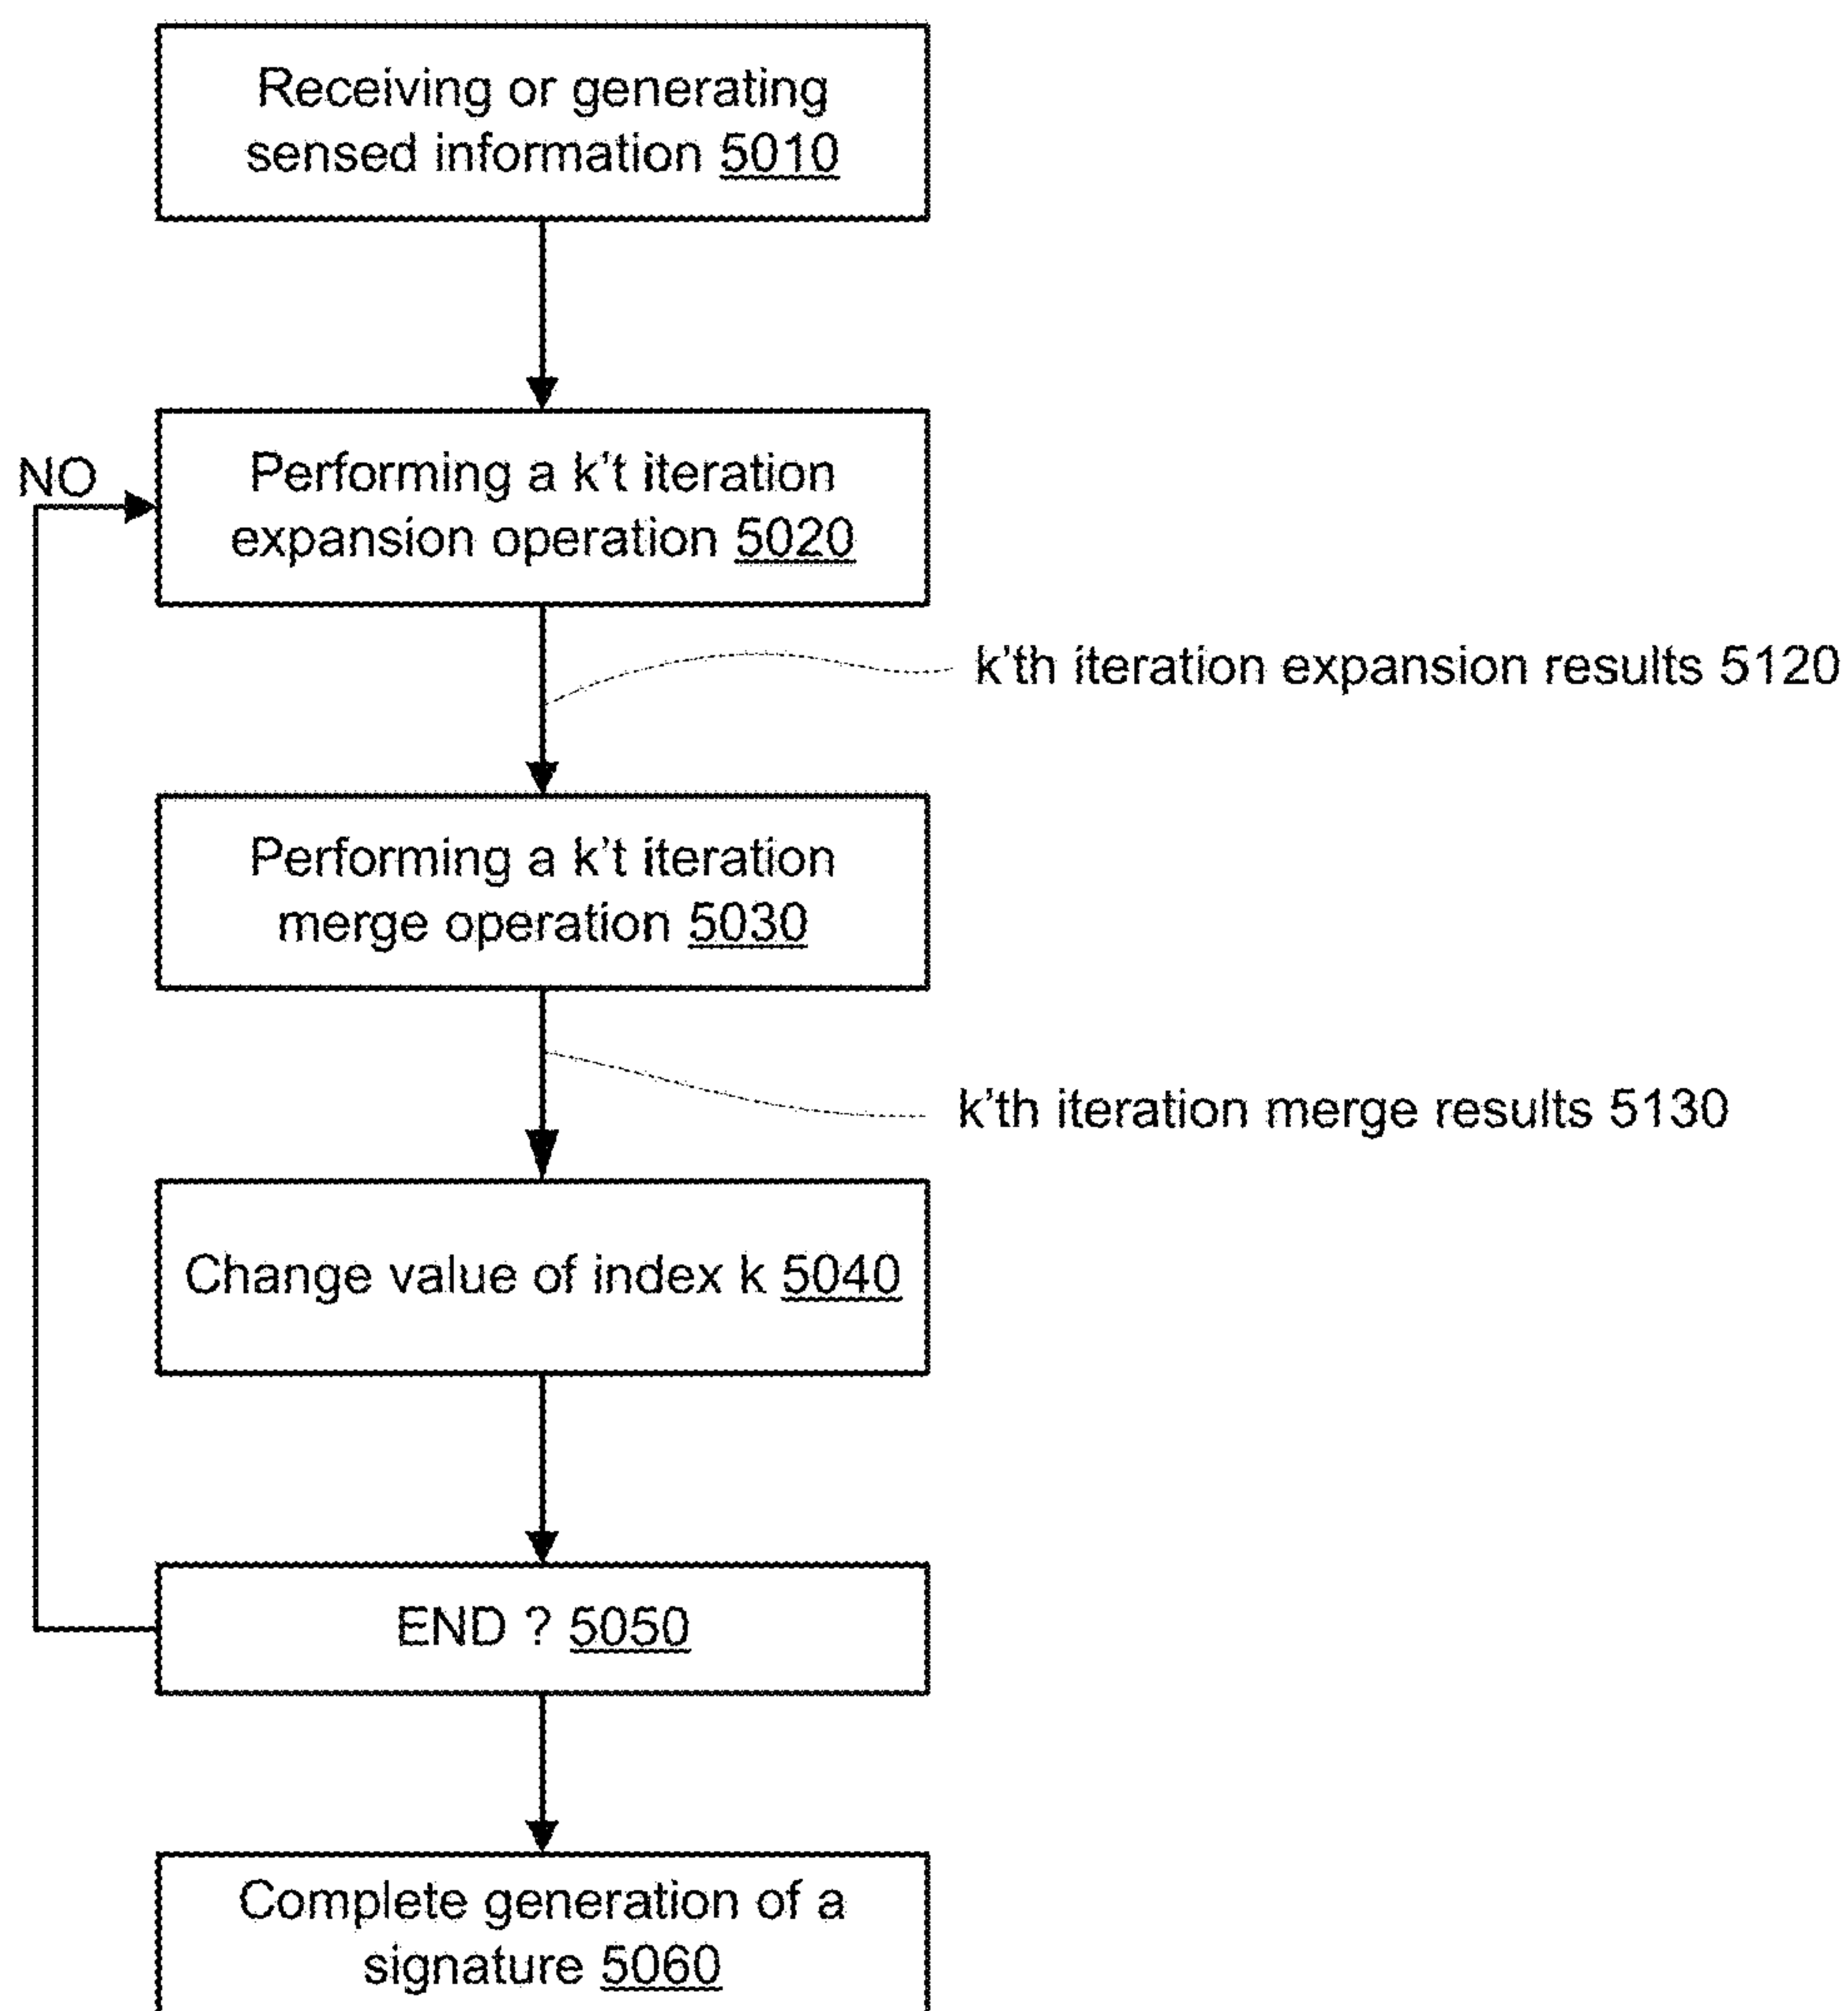 Receiving or generating
sensed information 5010
NO
Performing a k't iteration
expansion operation 5020
k'th iteration expansion results 5120
Performing a k't iteration
merge operation 5030
k'th iteration merge results 5130
Change value of index k 5040
END ? 5050
Complete generation of a
signature 5060